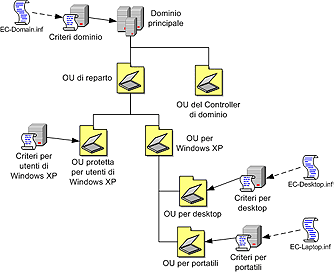 Dominio
principale
EC-Domain.inf
Criteri dominio
OU di reparto
OU del Controller
di dominio
Criteri per
utenti di
Windows XP
OU protetta
per utenti di
Windows XP
OU per
Windows XP
EC-Desktop.inf
OU per desktop
Criteri per
desktop
EC-Laptop.inf
OU per portatili
Criteri per
portatili